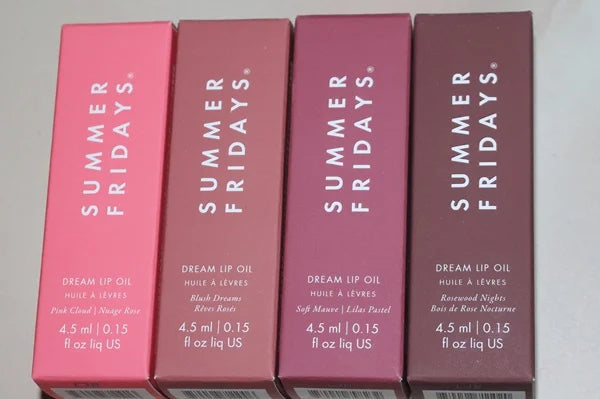 SUMMER
FRIDAYS®
DREAM LIP OIL
HUILE À LÈVRES
Pink Cloud | Nuage Rose
4.5 ml | 0.15
fl oz liq US
SUMMER
FRIDAYS®
DREAM LIP OIL
HUILE À LÈVRES
Blush Dreams
Rêves Rosés
4.5 ml | 0.15
fl oz liq US
SUMMER
FRIDAYS®
DREAM LIP OIL
HUILE À LÈVRES
Soft Mauve | Lilas Pastel
4.5 ml | 0.15
fl oz liq US
SUMMER
FRIDAYS®
DREAM LIP OIL
HUILE À LÈVRES
Rosewood Nights
Bois de Rose Nocturne
4.5 ml | 0.15
fl oz liq US